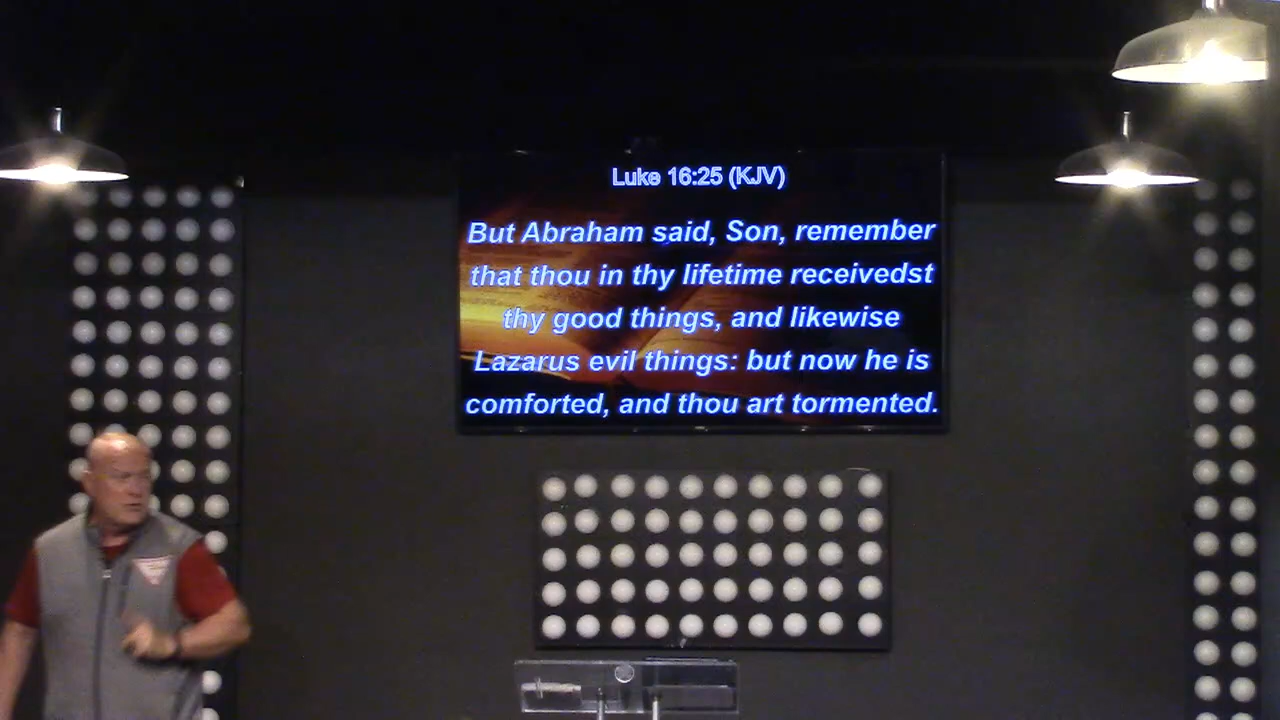 Luke 16:25 (KJV)
But Abraham said, Son, remember
that thou in thy lifetime receivedst
thy good things, and likewise
Lazarus evil things: but now he is
comforted, and thou art tormented.